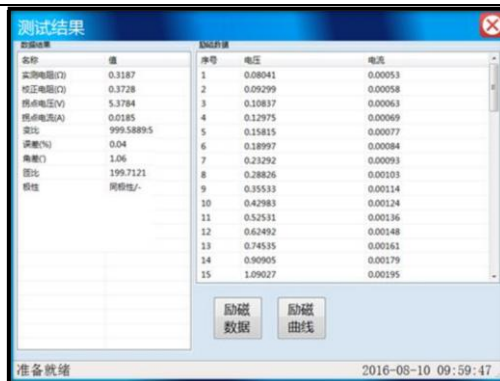 测试结果
数据结果
名称 值
实测电阻(Ω) 0.3187
校正电阻(Ω) 0.3728
拐点电压(V) 5.3784
拐点电流(A) 0.0185
变比 999.5889:5
误差(%) 0.04
角差(') 1.06
匝比 199.7121
极性 同极性/-
励磁数据
序号 电压 电流
1 0.08041 0.00053
2 0.09299 0.00058
3 0.10837 0.00063
4 0.12975 0.00069
5 0.15815 0.00077
6 0.18997 0.00084
7 0.23292 0.00093
8 0.28826 0.00103
9 0.35533 0.00114
10 0.42983 0.00124
11 0.52531 0.00136
12 0.62492 0.00148
13 0.74535 0.00161
14 0.90905 0.00179
15 1.09027 0.00195
励磁
数据
励磁
曲线
准备就绪 2016-08-10 09:59:47